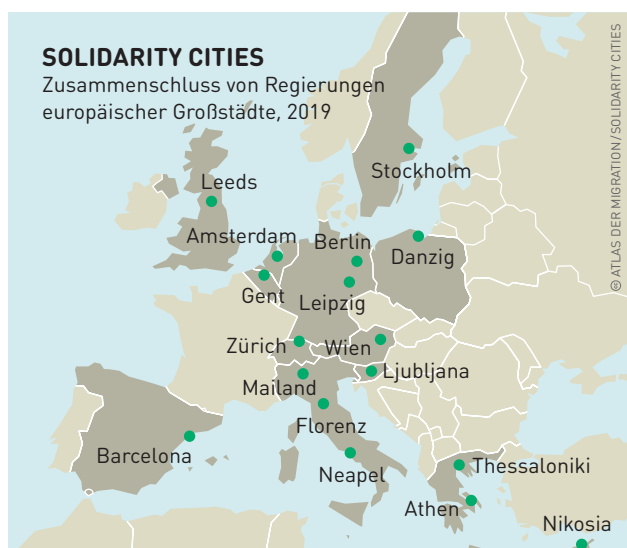 SOLIDARITY CITIES
Zusammenschluss von Regierungen
europäischer Großstädte, 2019
Stockholm
Leeds
Amsterdam
Berlin
Danzig
Gent
Leipzig
Zürich
Wien
Mailand
Ljubljana
Florenz
Barcelona
Neapel
Thessaloniki
Athen
Nikosia
ATLAS DER MIGRATION/SOLIDARITY CITIES